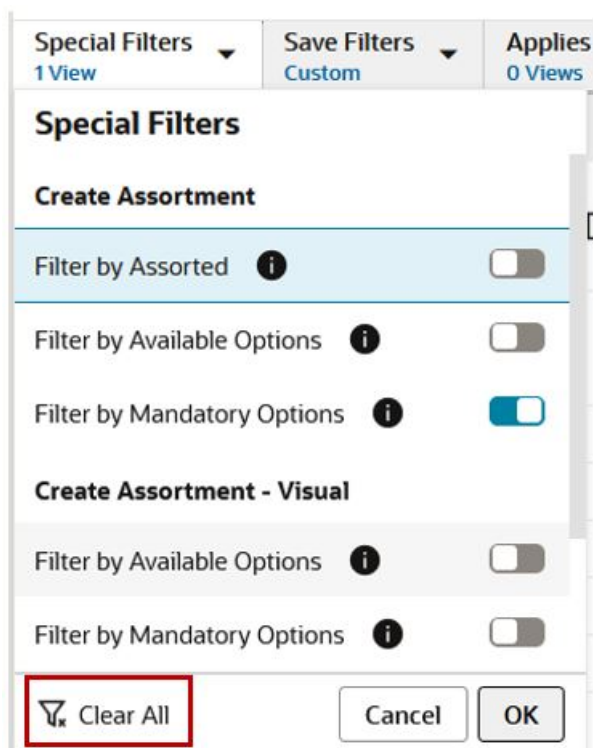 Special Filters
1 View
Save Filters
Custom
Applies
0 Views
Special Filters
Create Assortment
Filter by Assorted
Filter by Available Options
Filter by Mandatory Options
Create Assortment - Visual
Filter by Available Options
Filter by Mandatory Options
Clear All
Cancel
OK